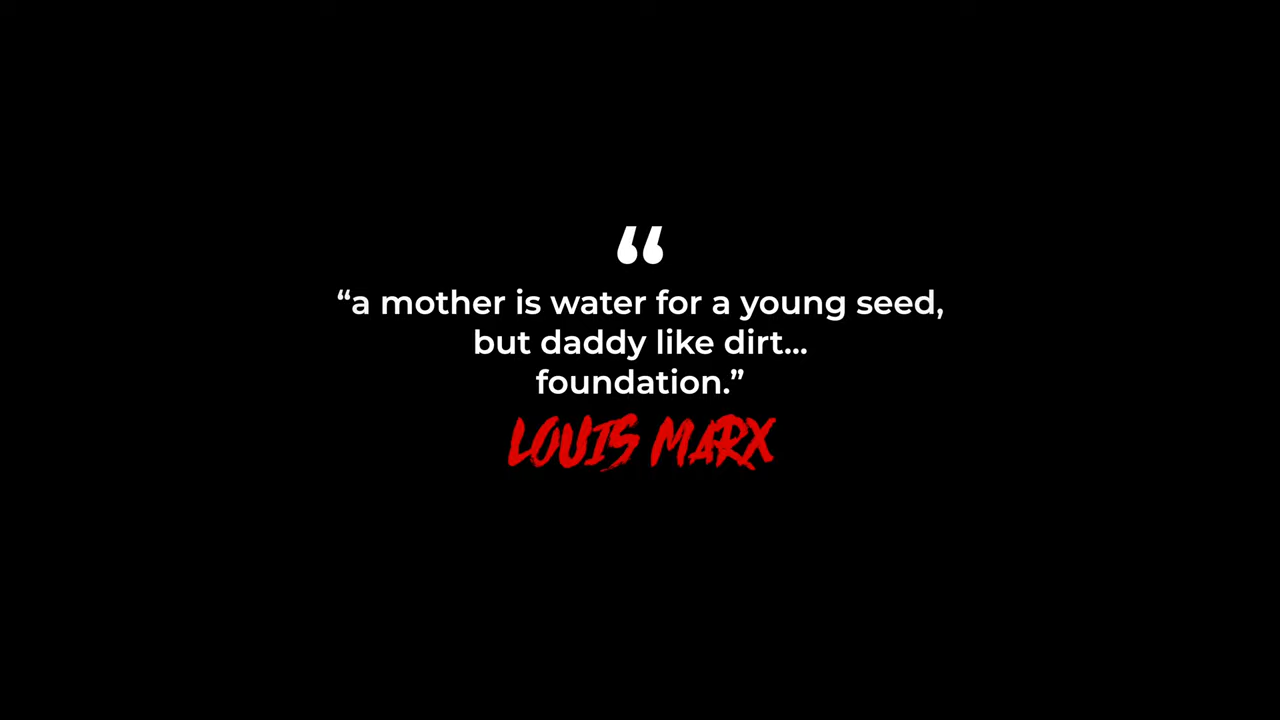 “
“a mother is water for a young seed,
but daddy like dirt...
foundation.”
LOUIS MARX